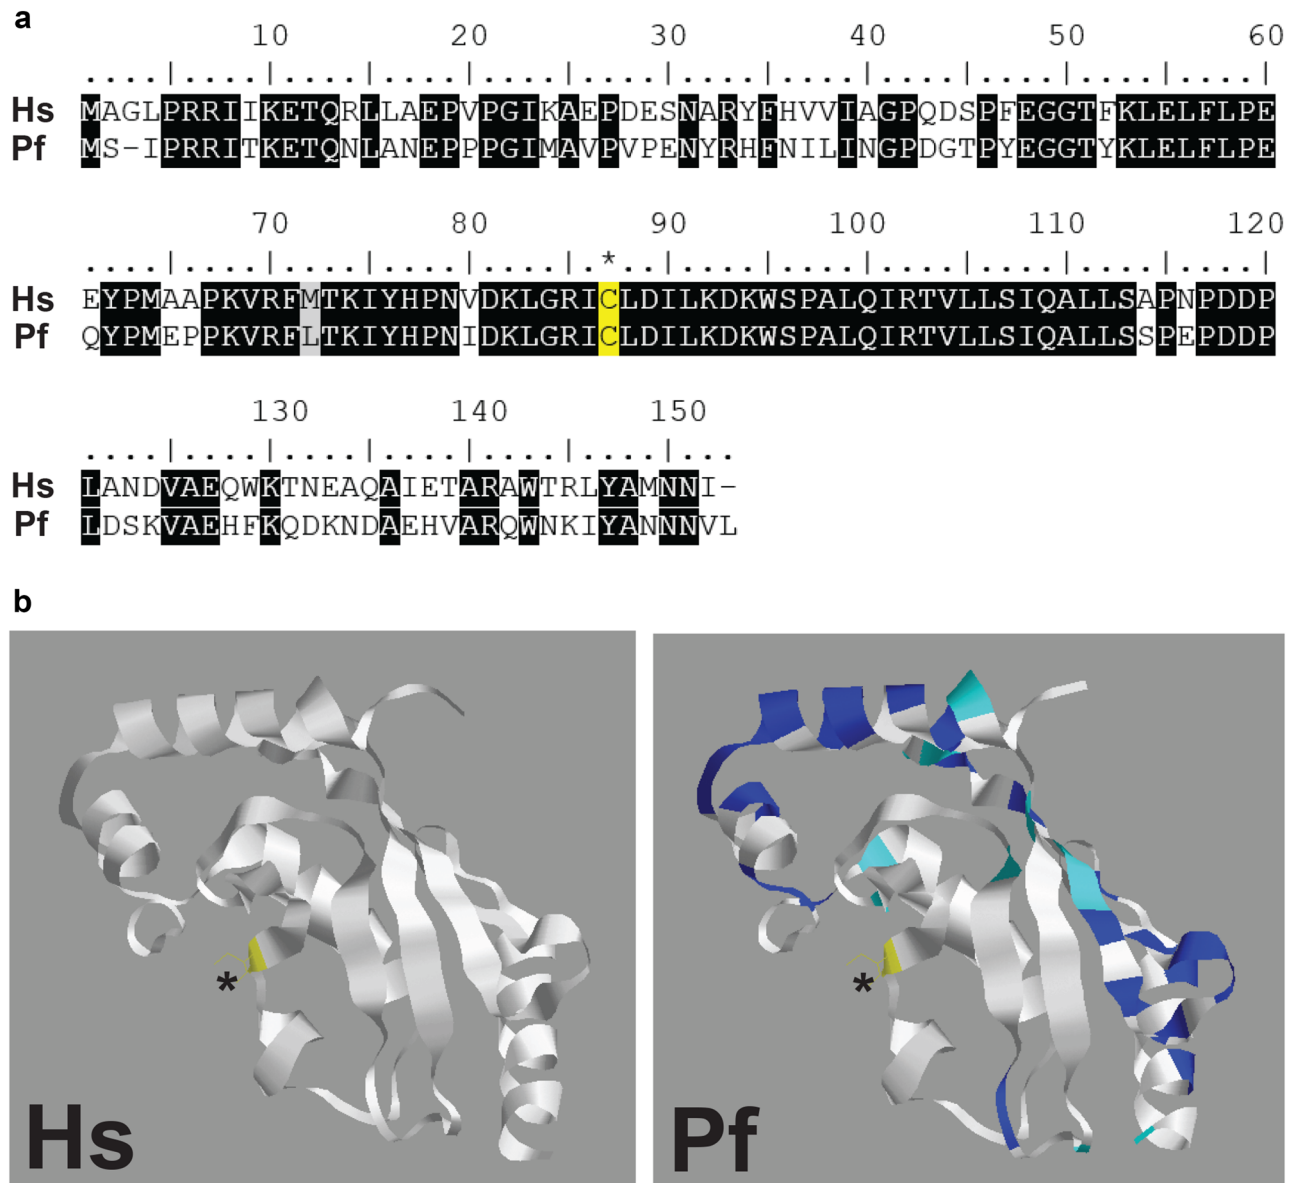 a
10 20 30 40 50 60
....|....|....|....|....|....|....|....|....|....|....|....|
Hs MAGLPRRIIKETQRLLAEPVPGIKAEPDESNARYFHVVIAGPQDSPFEGGTFKLELFLPE
Pf MS-IPRRITKETQNLANEPPPGIMAVPVPENYRHFNILINGPDGTPYEGGTYKLELFLPE
70 80 90 100 110 120
*
....|....|....|....|....|....|....|....|....|....|....|....|
Hs EYPMAAPKVRFMTKIYHPNVDKLGRICLDILKDKWSPALQIRTVLLSIQALLSAPNPDDP
Pf QYPMEPPKVRFLTKIYHPNIDKLGRICLDILKDKWSPALQIRTVLLSIQALLSSPEPDDP
130 140 150
....|....|....|....|....|....|...
Hs LANDVAEQWKTNEAQAIETARAWTRLYAMNNI-
Pf LDSKVAEHFKQDKNDAEHVARQWNKIYANNNVL
b
* *
Hs Pf